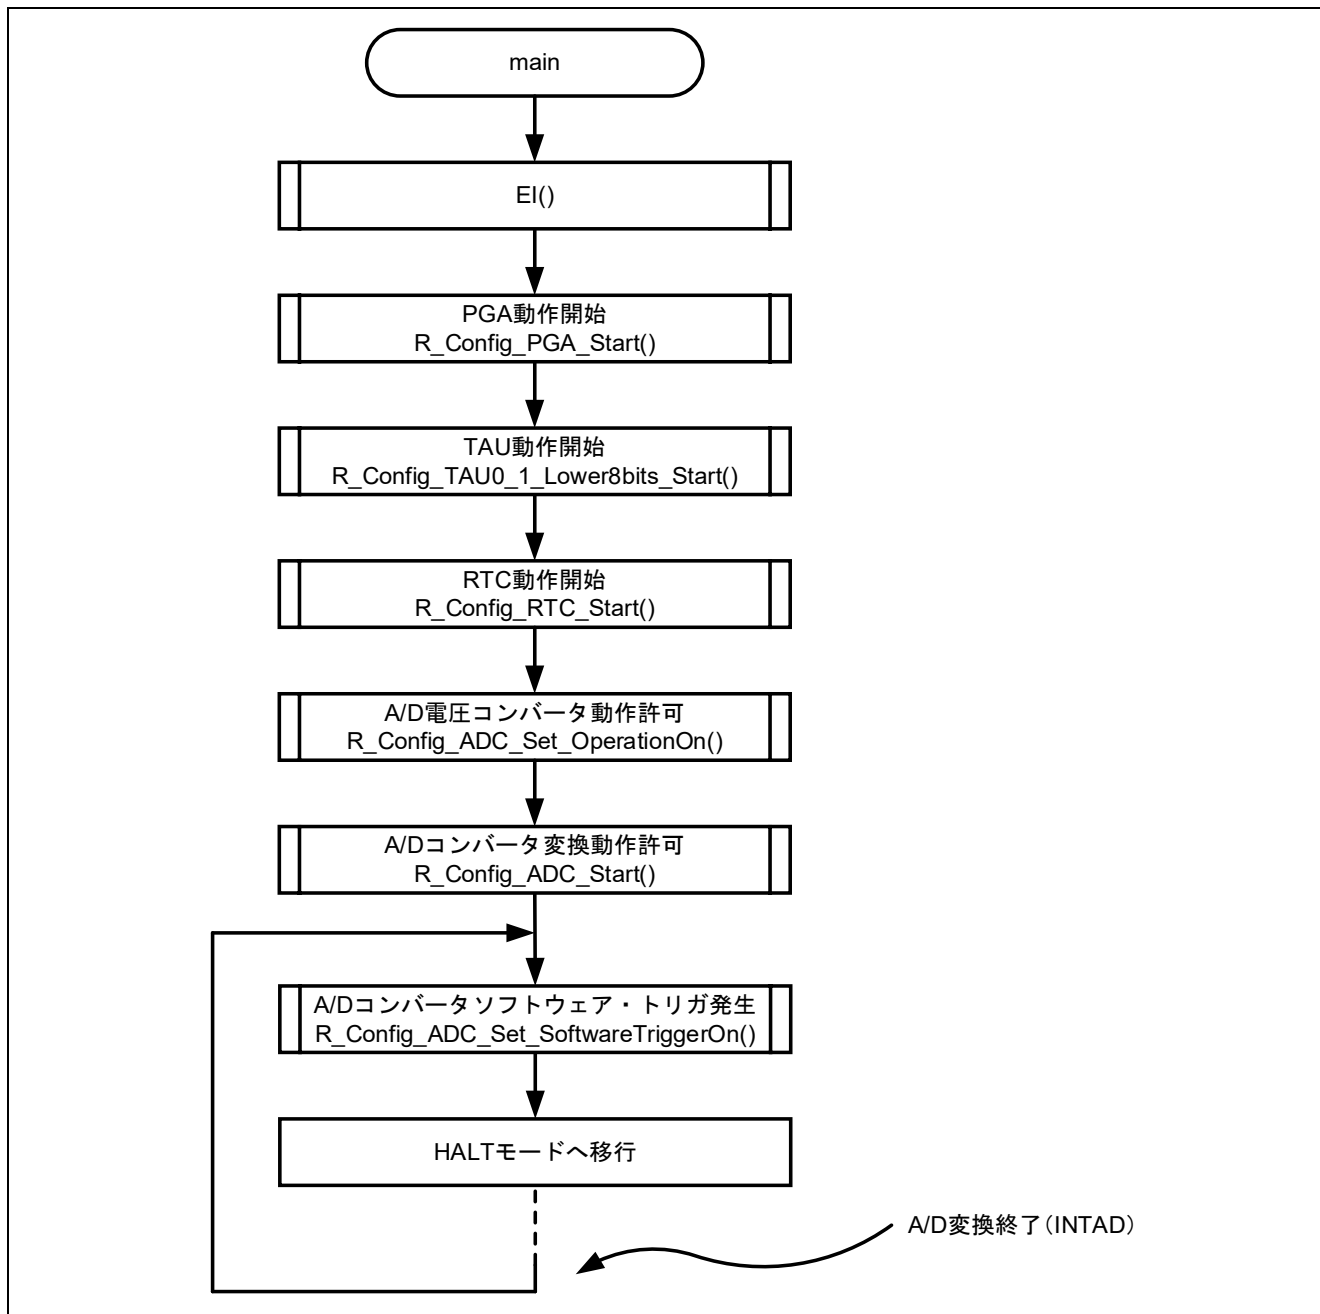 main
EI()
PGA動作開始
R_Config_PGA_Start()
TAU動作開始
R_Config_TAU0_1_Lower8bits_Start()
RTC動作開始
R_Config_RTC_Start()
A/D電圧コンバータ動作許可
R_Config_ADC_Set_OperationOn()
A/Dコンバータ変換動作許可
R_Config_ADC_Start()
A/Dコンバータソフトウェア・トリガ発生
R_Config_ADC_Set_SoftwareTriggerOn()
HALTモードへ移行
A/D変換終了(INTAD)